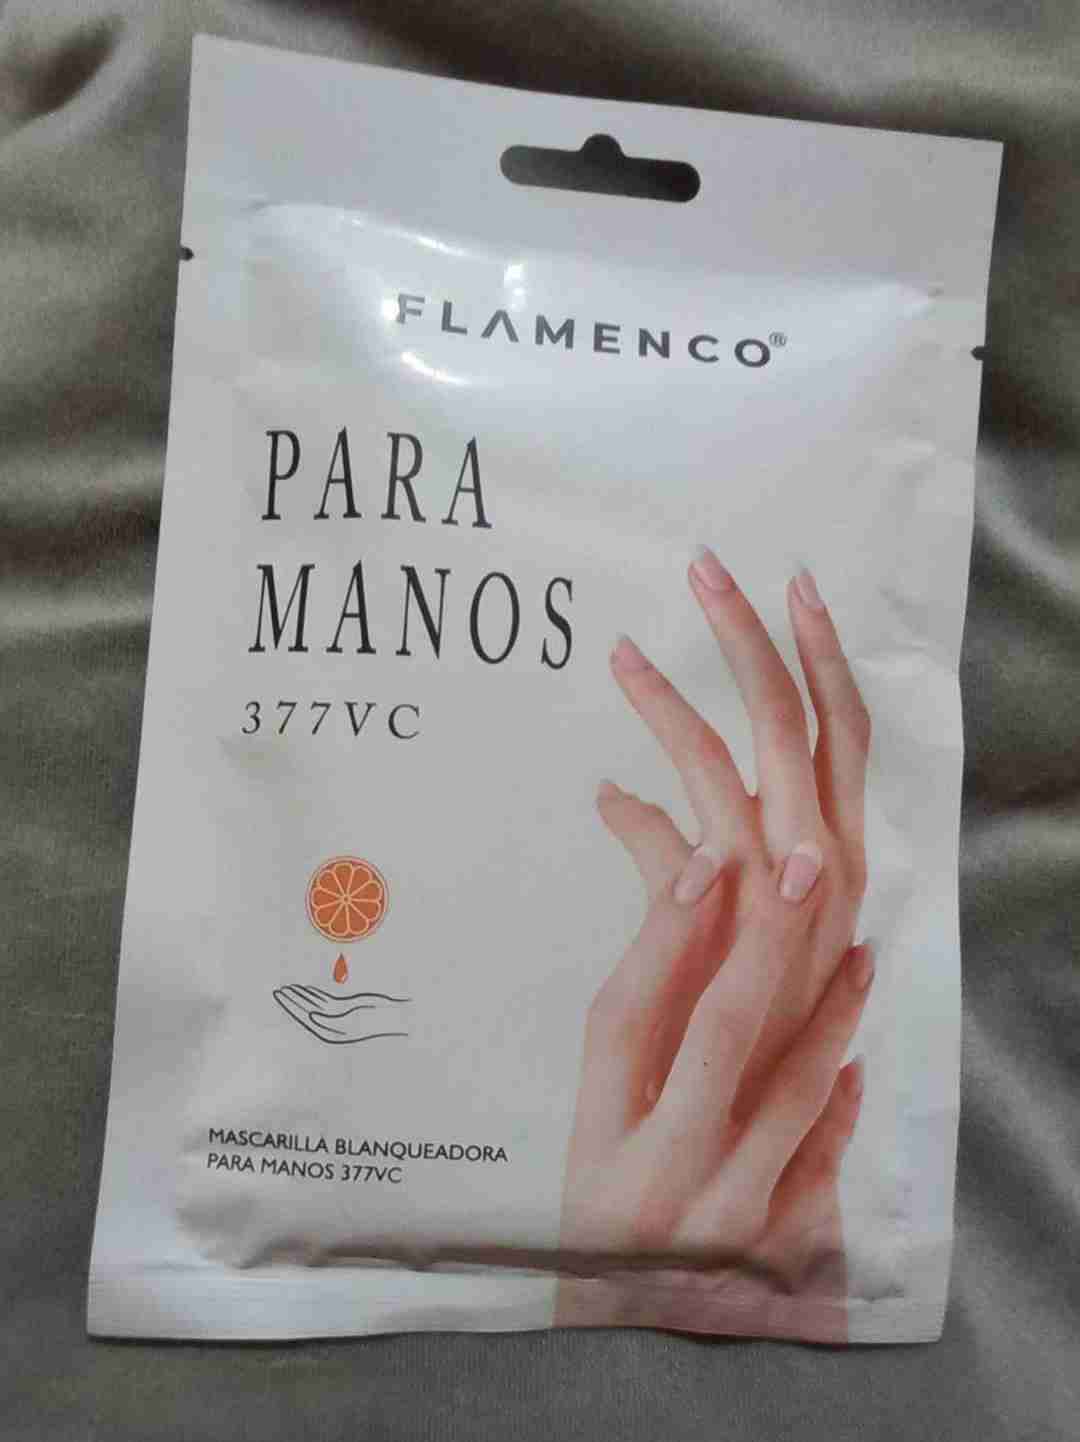 FLAMENCO®
PARA
MANOS
377VC
MASCARILLA BLANQUEADORA
PARA MANOS 377VC